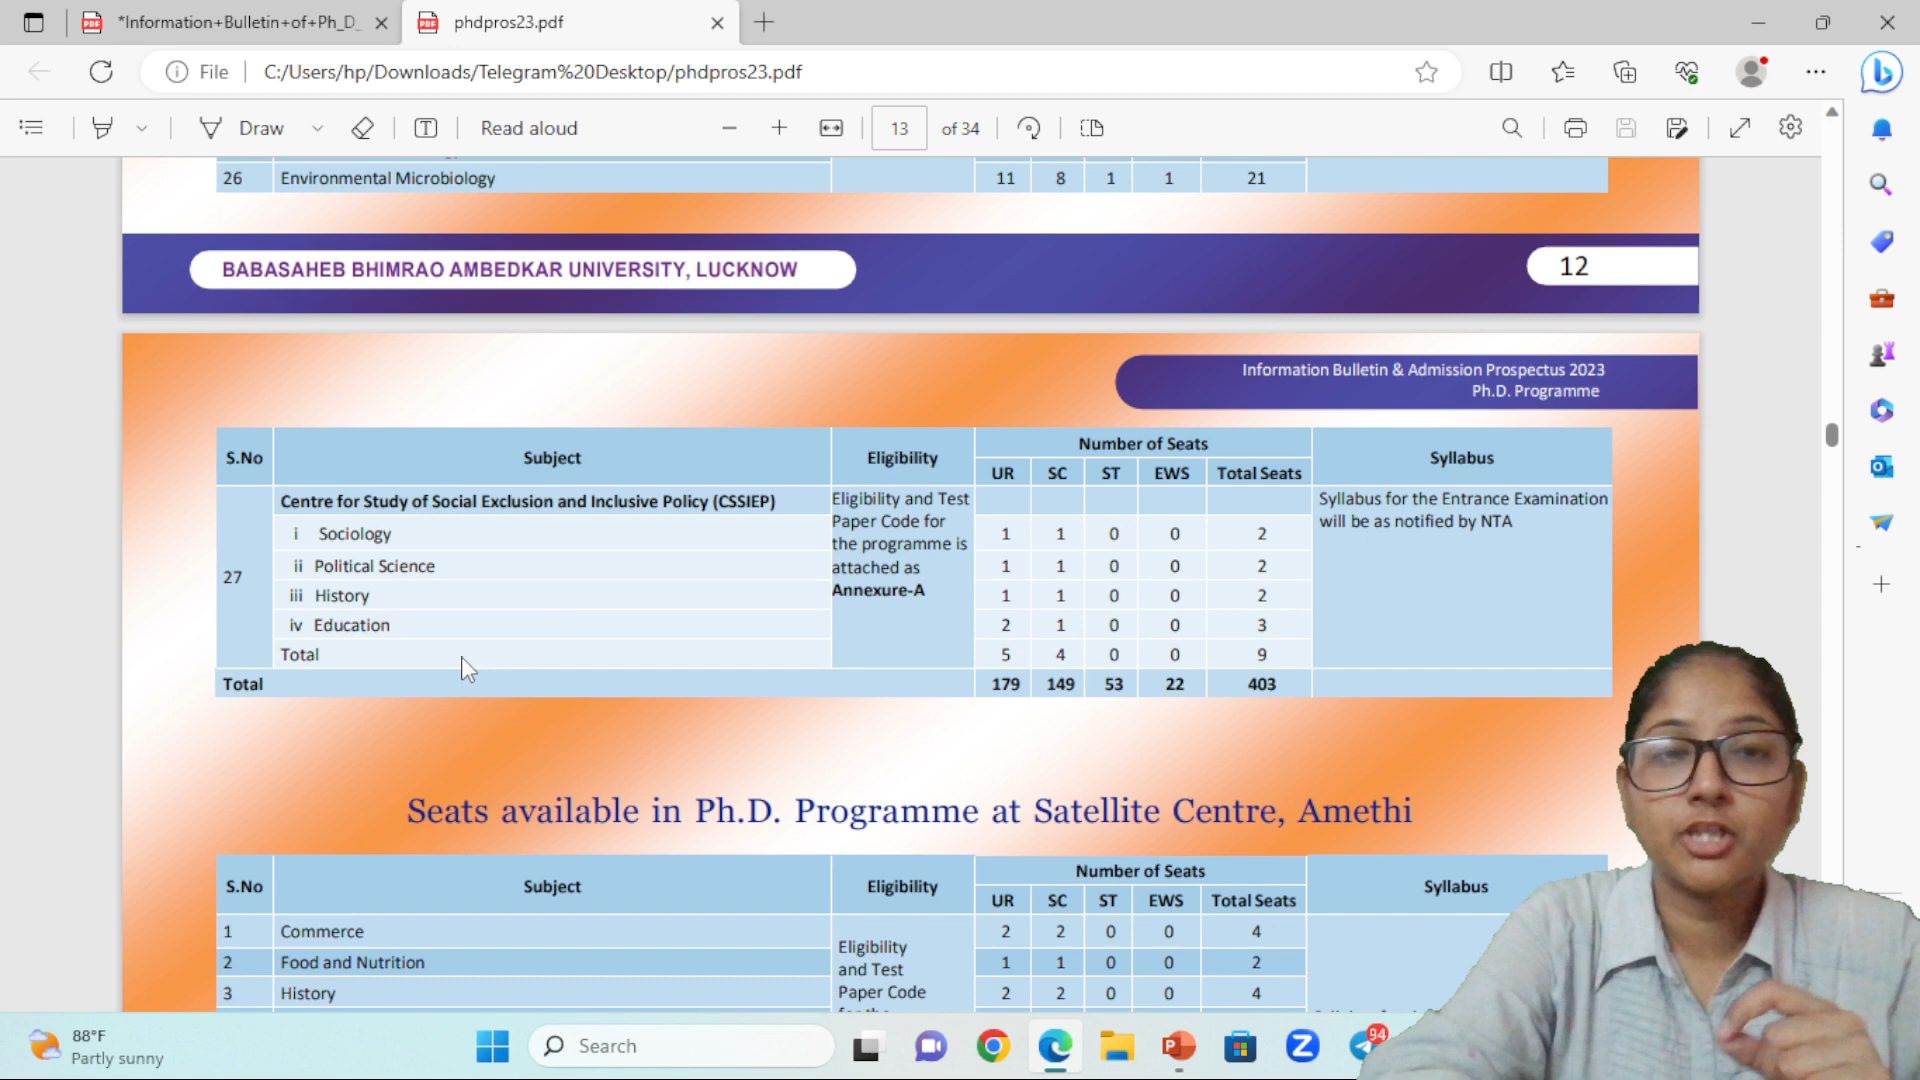 *Information+Bulletin+of+Ph_D_
phdpros23.pdf
File
C:/Users/hp/Downloads/Telegram%20Desktop/phdpros23.pdf
Draw
Read aloud
13 of 34
26 Environmental Microbiology 11 8 1 1 21
BABASAHEB BHIMRAO AMBEDKAR UNIVERSITY, LUCKNOW
12
Information Bulletin & Admission Prospectus 2023
Ph.D. Programme
S.No Subject Eligibility Number of Seats Syllabus
UR SC ST EWS Total Seats
27
Centre for Study of Social Exclusion and Inclusive Policy (CSSIEP)
Eligibility and Test
Paper Code for
the programme is
attached as
Annexure-A
Syllabus for the Entrance Examination
will be as notified by NTA
i Sociology 1 1 0 0 2
ii Political Science 1 1 0 0 2
iii History 1 1 0 0 2
iv Education 2 1 0 0 3
Total 5 4 0 0 9
Total 179 149 53 22 403
Seats available in Ph.D. Programme at Satellite Centre, Amethi
S.No Subject Eligibility Number of Seats Syllabus
UR SC ST EWS Total Seats
1 Commerce 2 2 0 0 4
2 Food and Nutrition 1 1 0 0 2
3 History 2 2 0 0 4
Eligibility
and Test
Paper Code
88°F
Partly sunny
Search
94